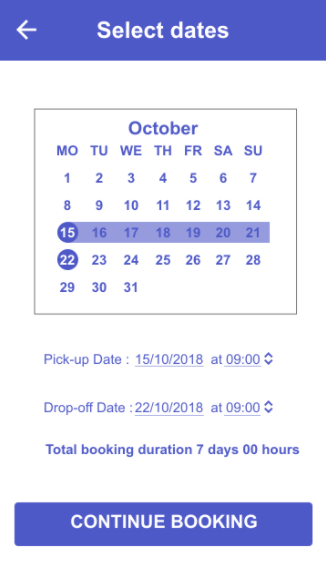 Select dates
October
MO TU WE TH FR SA SU
1 2 3 4 5 6 7
8 9 10 11 12 13 14
15 16 17 18 19 20 21
22 23 24 25 26 27 28
29 30 31
Pick-up Date : 15/10/2018 at 09:00
Drop-off Date : 22/10/2018 at 09:00
Total booking duration 7 days 00 hours
CONTINUE BOOKING